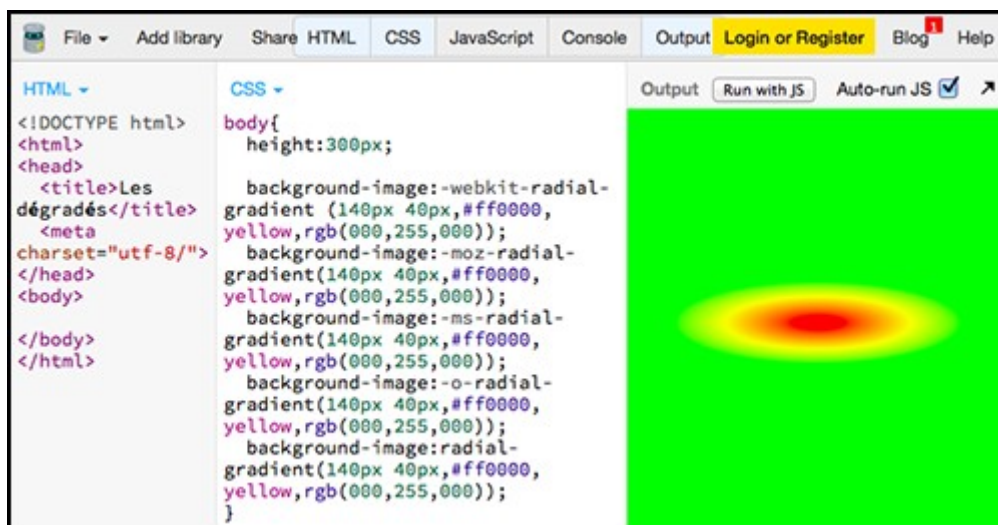 File Add library Share HTML CSS JavaScript Console Output Login or Register Blog 1 Help
HTML
<!DOCTYPE html>
<html>
<head>
<title>Les
dégradés</title>
<meta
charset="utf-8/">
</head>
<body>
</body>
</html>
CSS
body{
height:300px;
background-image:-webkit-radial-
gradient (140px 40px,#ff0000,
yellow,rgb(000,255,000));
background-image:-moz-radial-
gradient(140px 40px,#ff0000,
yellow,rgb(000,255,000));
background-image:-ms-radial-
gradient(140px 40px,#ff0000,
yellow,rgb(000,255,000));
background-image:-o-radial-
gradient(140px 40px,#ff0000,
yellow,rgb(000,255,000));
background-image:radial-
gradient(140px 40px,#ff0000,
yellow,rgb(000,255,000));
}
Output Run with JS Auto-run JS